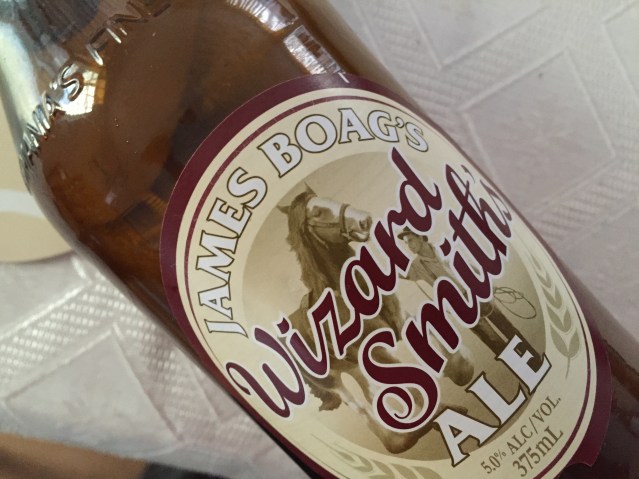 JAMES BOAG'S
Wizard
Smith's
ALE
5.0% ALC/VOL.
375mL